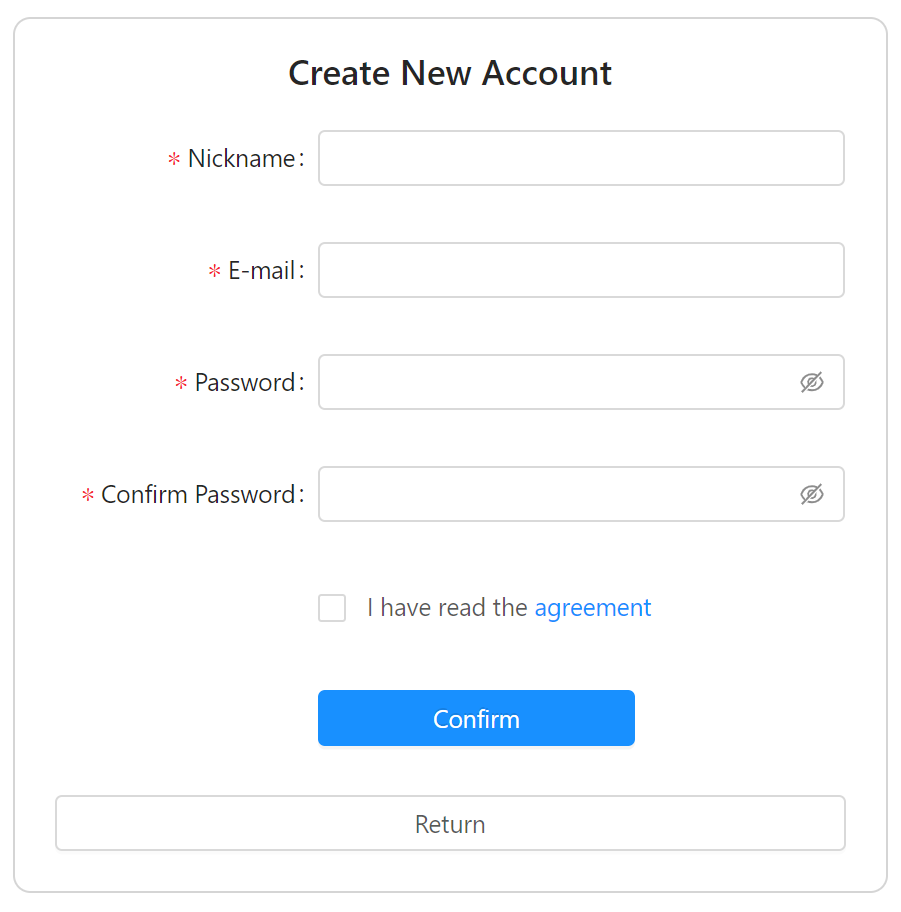 Create New Account
* Nickname:
* E-mail:
* Password:
* Confirm Password:
I have read the agreement
Confirm
Return